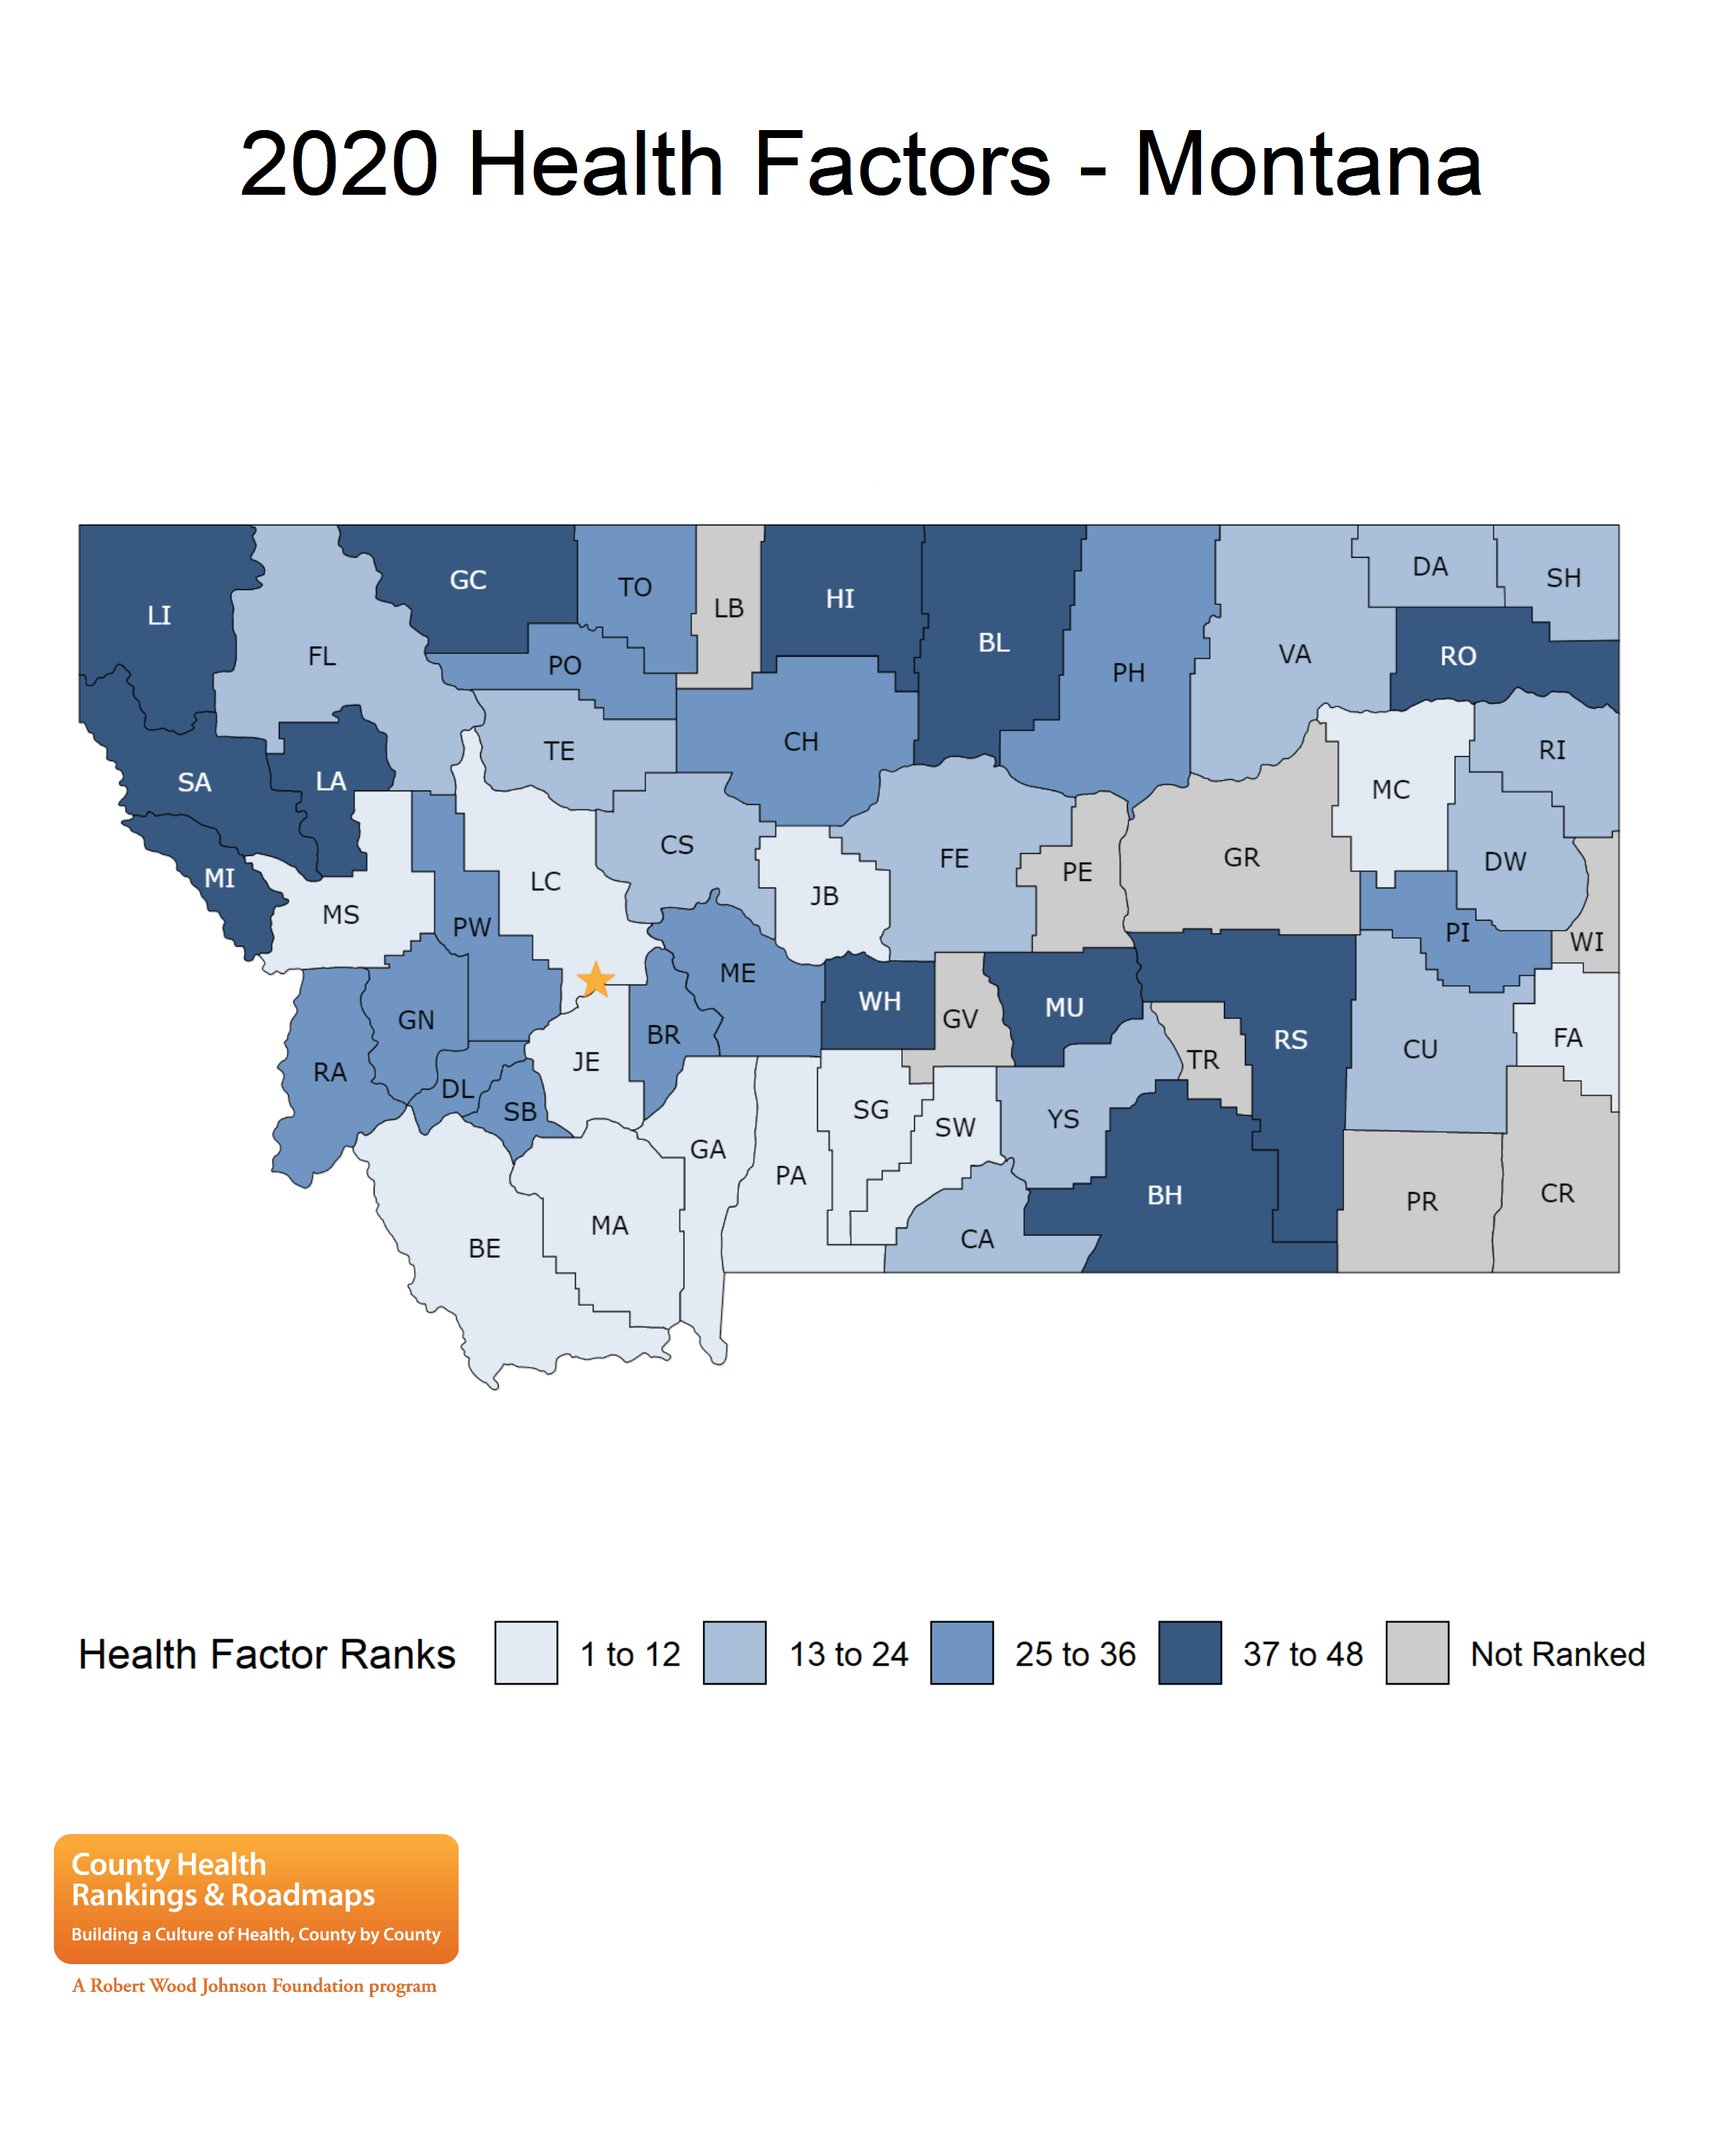 2020 Health Factors - Montana
LI
FL
GC
TO
LB
HI
BL
PH
VA
DA
SH
RO
PO
TE
CH
RI
MC
SA
LA
CS
JB
FE
PE
GR
DW
MI
MS
PW
LC
PI
WI
ME
WH
GV
MU
RS
GN
BR
CU
FA
RA
DL
SB
JE
SG
SW
YS
TR
GA
PA
BH
PR
CR
BE
MA
CA
Health Factor Ranks 1 to 12 13 to 24 25 to 36 37 to 48 Not Ranked
County Health
Rankings & Roadmaps
Building a Culture of Health, County by County
A Robert Wood Johnson Foundation program